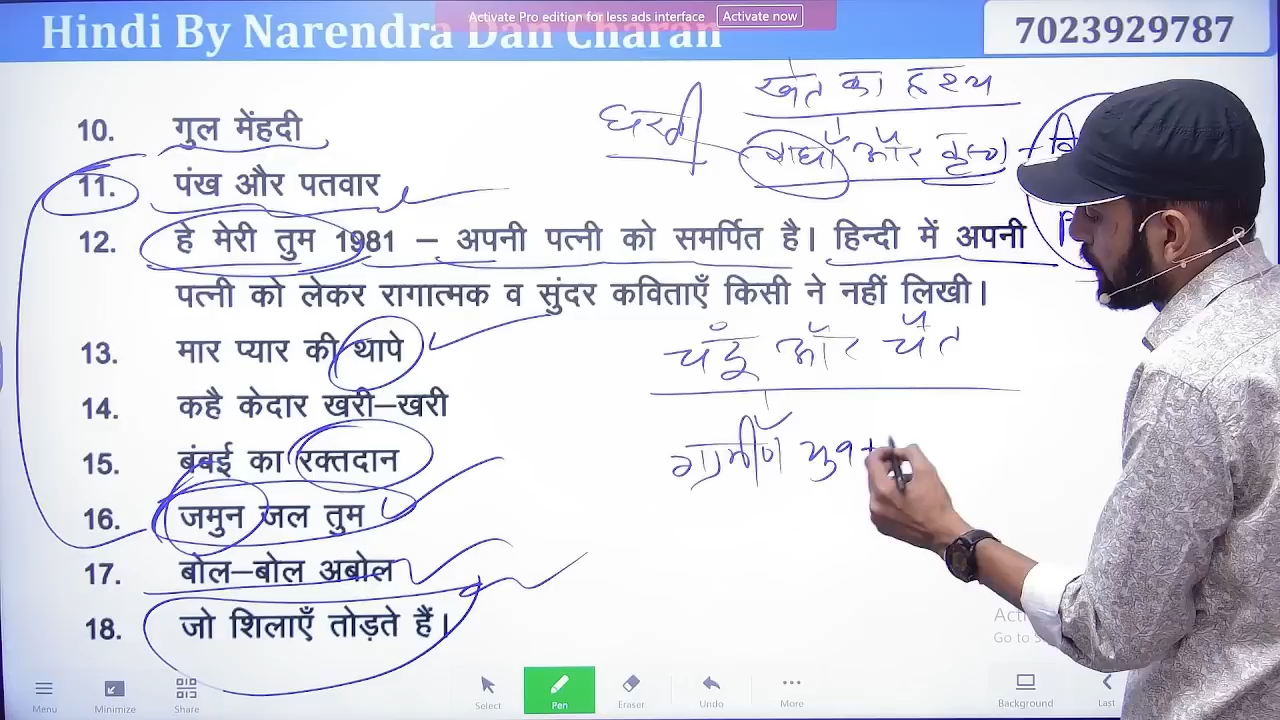 Activate Pro edition for less ads interface Activate now
Hindi By Narendra Dan Charan
7023929787
10. गुल मेंहदी
11. पंख और पतवार
12. हे मेरी तुम 1981 – अपनी पत्नी को समर्पित है। हिन्दी में अपनी
पत्नी को लेकर रागात्मक व सुंदर कविताएँ किसी ने नहीं लिखी।
13. मार प्यार की थापे
14. कहै केदार खरी–खरी
15. बंबई का रक्तदान
16. जमुन जल तुम
17. बोल–बोल अबोल
18. जो शिलाएँ तोड़ते हैं।
खेत का दृश्य
धरती
राधा और कृष्ण
चंदू और चैत
ग्रामीण
Menu
Minimize
Share
Select
Pen
Eraser
Undo
More
Background
Last